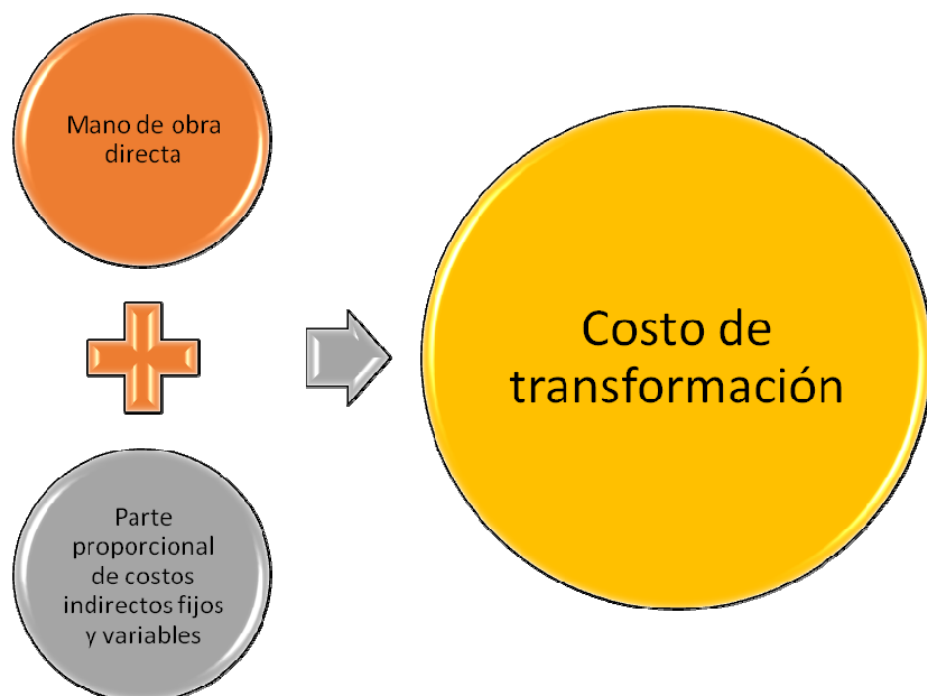 Mano de obra
directa
Parte
proporcional
de costos
indirectos fijos
y variables
Costo de
transformación